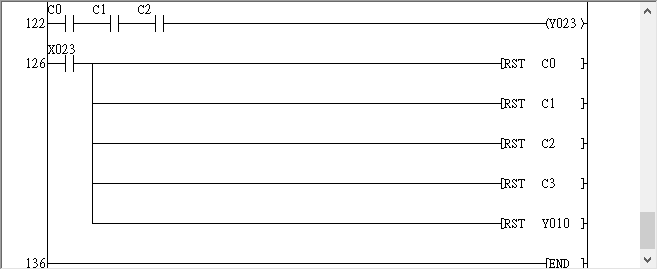 C0 C1 C2
122 (Y023 )
X023
126 [RST C0 ]
[RST C1 ]
[RST C2 ]
[RST C3 ]
[RST Y010 ]
136 [END ]